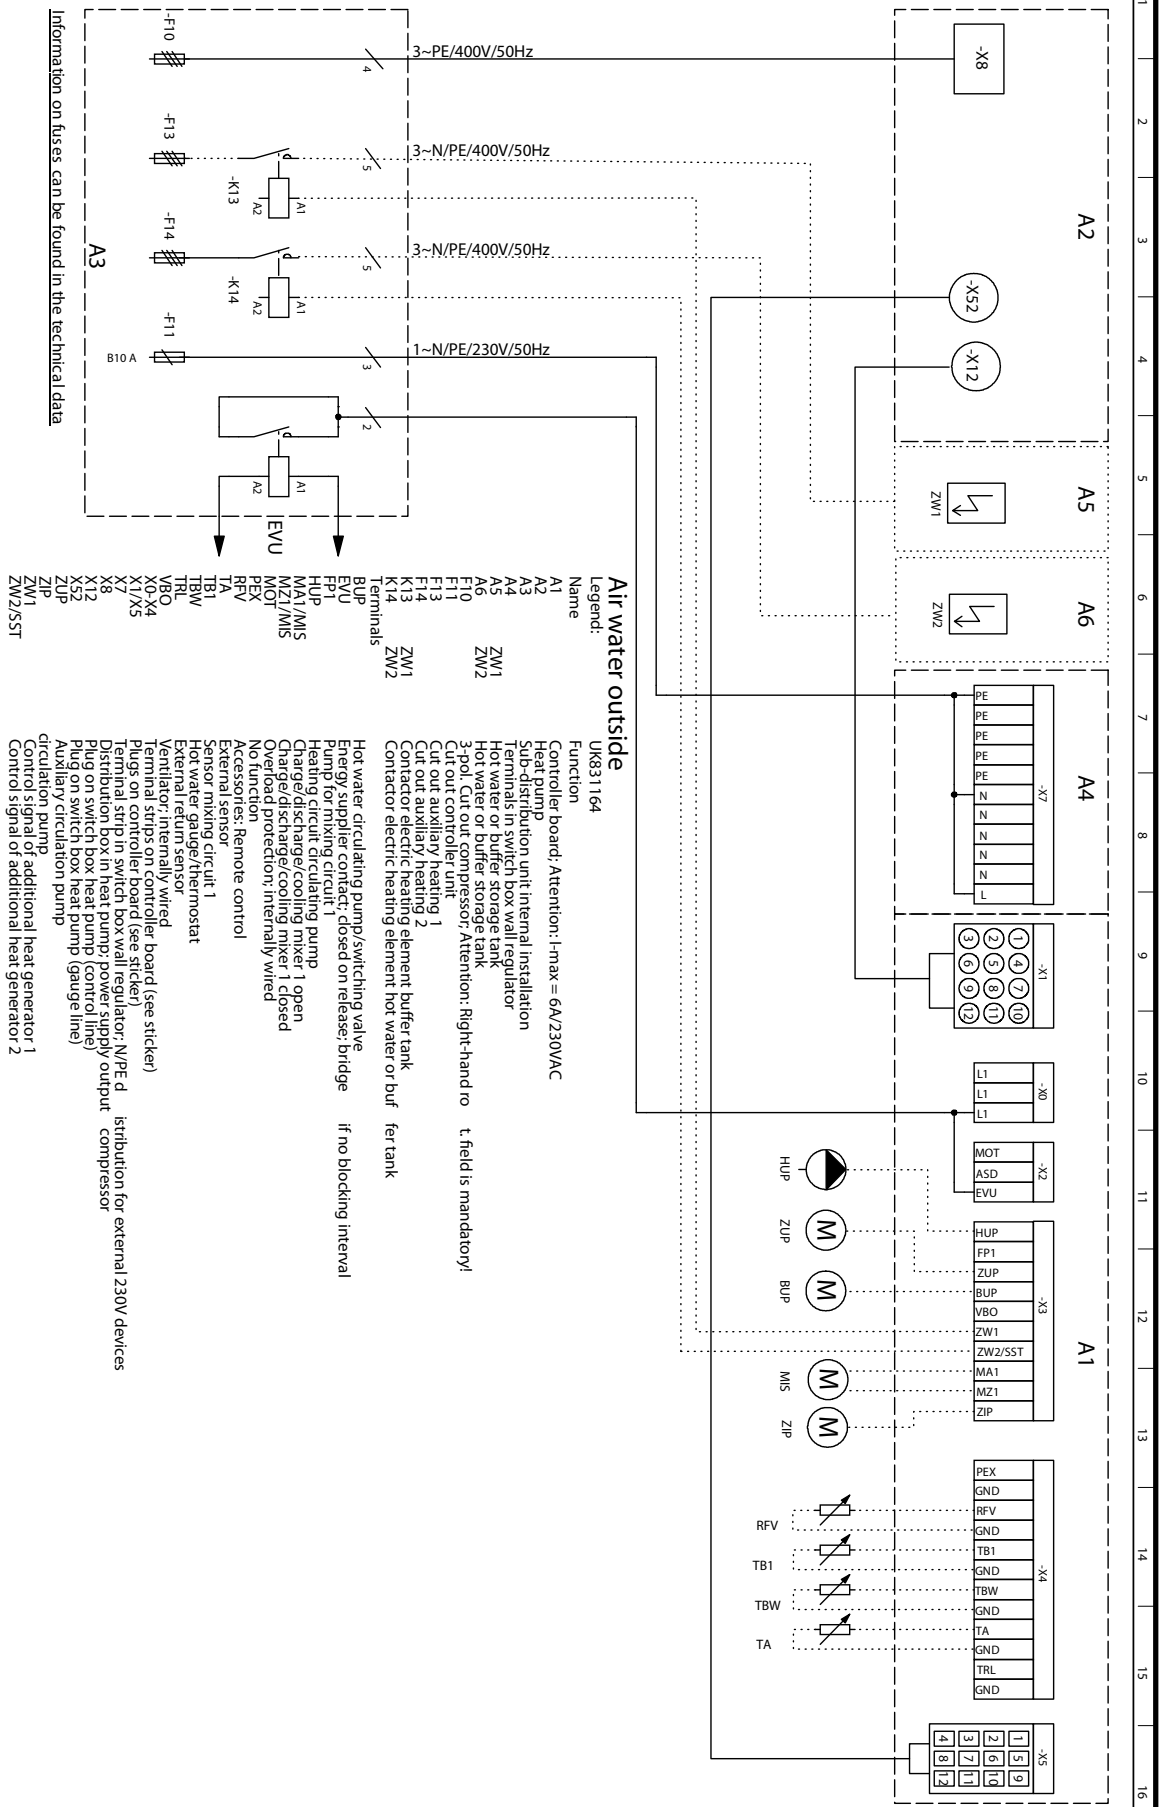 1
2
3
4
5
6
7
8
9
10
11
12
13
14
15
16
A2
A5
A6
A4
A1
-X8
-X52
-X12
ZW1
ZW2
-X7
PE
PE
PE
PE
PE
N
N
N
N
N
L
-X1
1 4 7 10
2 5 8 11
3 6 9 12
-X0
L1
L1
L1
-X2
MOT
ASD
EVU
-X3
HUP
FP1
ZUP
BUP
VBO
ZW1
ZW2/SST
MA1
MZ1
ZIP
-X4
PEX
GND
RFV
GND
TB1
GND
TBW
GND
TA
GND
TRL
GND
-X5
1 5 9
2 6 10
3 7 11
4 8 12
HUP
M
ZUP
M
BUP
M
MIS
M
ZIP
RFV
TB1
TBW
TA
3~PE/400V/50Hz
4
3~N/PE/400V/50Hz
5
3~N/PE/400V/50Hz
5
1~N/PE/230V/50Hz
3
2
-F10
-F13
-K13
A1
A2
-F14
-K14
A1
A2
-F11
B10 A
A1
A2
EVU
A3
Information on fuses can be found in the technical data
Air water outside
Legend: UK831164
Name Function
A1 Controller board; Attention: I-max = 6A/230VAC
A2 Heat pump
A3 Sub-distribution unit internal installation
A4 Terminals in switch box wall regulator
A5 ZW1 Hot water or buffer storage tank
A6 ZW2 Hot water or buffer storage tank
F10 3-pol. Cut out compressor; Attention: Right-hand ro t. field is mandatory!
F11 Cut out controller unit
F13 Cut out auxiliary heating 1
F14 Cut out auxiliary heating 2
K13 ZW1 Contactor electric heating element buffer tank
K14 ZW2 Contactor electric heating element hot water or buf fer tank
Terminals
BUP Hot water circulating pump/switching valve
EVU Energy supplier contact; closed on release; bridge if no blocking interval
FP1 Pump for mixing circuit 1
HUP Heating circuit circulating pump
MA1/MIS Charge/discharge/cooling mixer 1 open
MZ1/MIS Charge/discharge/cooling mixer 1 closed
MOT Overload protection; internally wired
PEX No function
RFV Accessories: Remote control
TA External sensor
TB1 Sensor mixing circuit 1
TBW Hot water gauge/thermostat
TRL External return sensor
VBO Ventilator; internally wired
X0-X4 Terminal strips on controller board (see sticker)
X1/X5 Plugs on controller board (see sticker)
X7 Terminal strip in switch box wall regulator; N/PE d istribution for external 230V devices
X8 Distribution box in heat pump; power supply output compressor
X12 Plug on switch box heat pump (control line)
X52 Plug on switch box heat pump (gauge line)
ZUP Auxiliary circulation pump
ZIP circulation pump
ZW1 Control signal of additional heat generator 1
ZW2/SST Control signal of additional heat generator 2